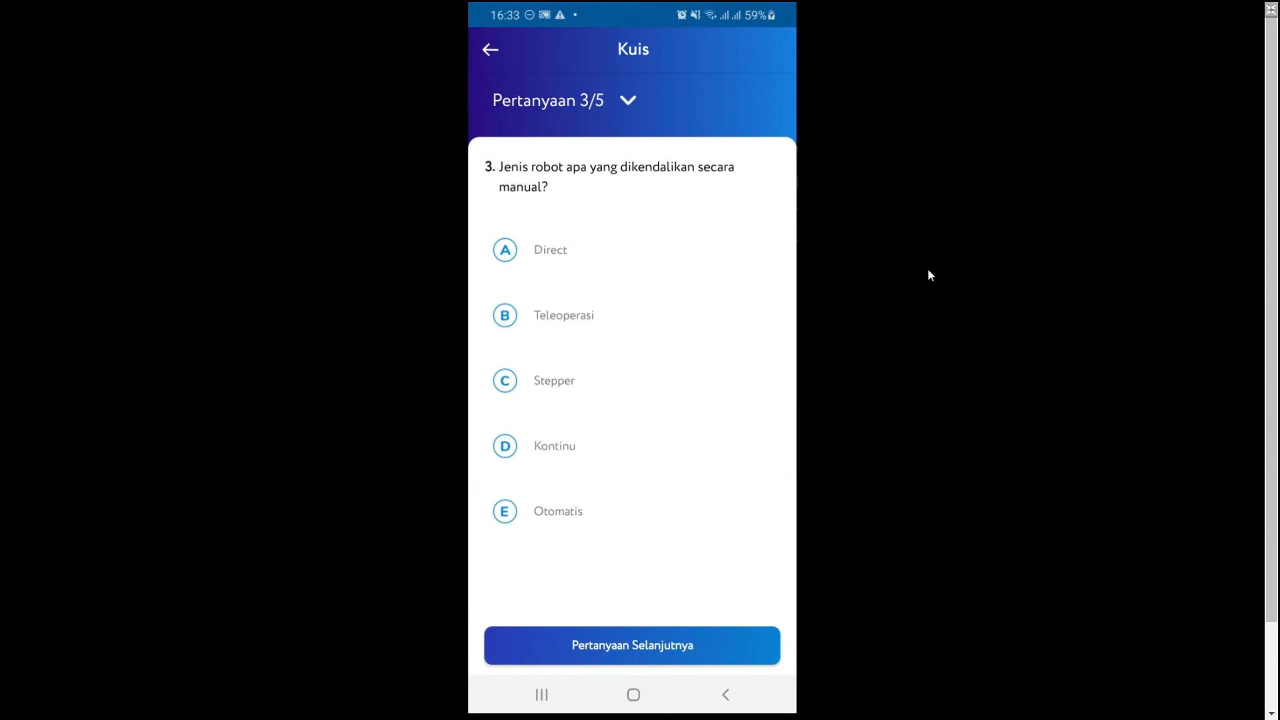 16:33 59%
Kuis
Pertanyaan 3/5
3. Jenis robot apa yang dikendalikan secara
manual?
A Direct
B Teleoperasi
C Stepper
D Kontinu
E Otomatis
Pertanyaan Selanjutnya